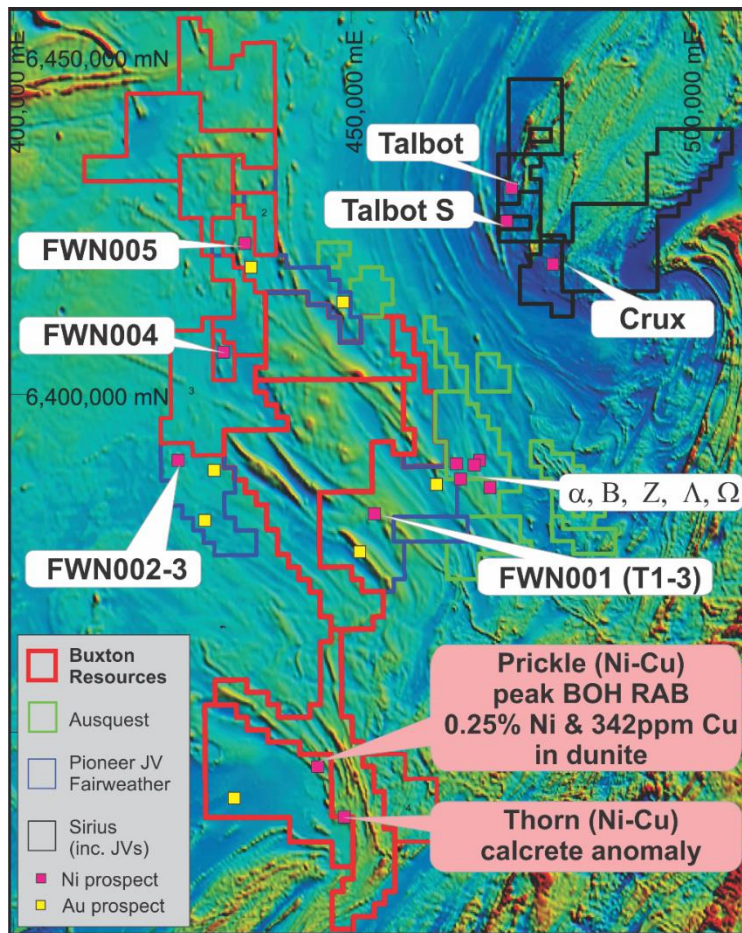 400,000 mE
6,450,000 mN
450,000 mE
500,000 mE
Talbot
Talbot S
2
FWN005
Crux
FWN004
3
6,400,000 mN
α, B, Z, Λ, Ω
FWN002-3
FWN001 (T1-3)
Buxton
Resources
Ausquest
Pioneer JV
Fairweather
Sirius
(inc. JVs)
Ni prospect
Au prospect
Prickle (Ni-Cu)
peak BOH RAB
0.25% Ni & 342ppm Cu
in dunite
4
Thorn (Ni-Cu)
calcrete anomaly